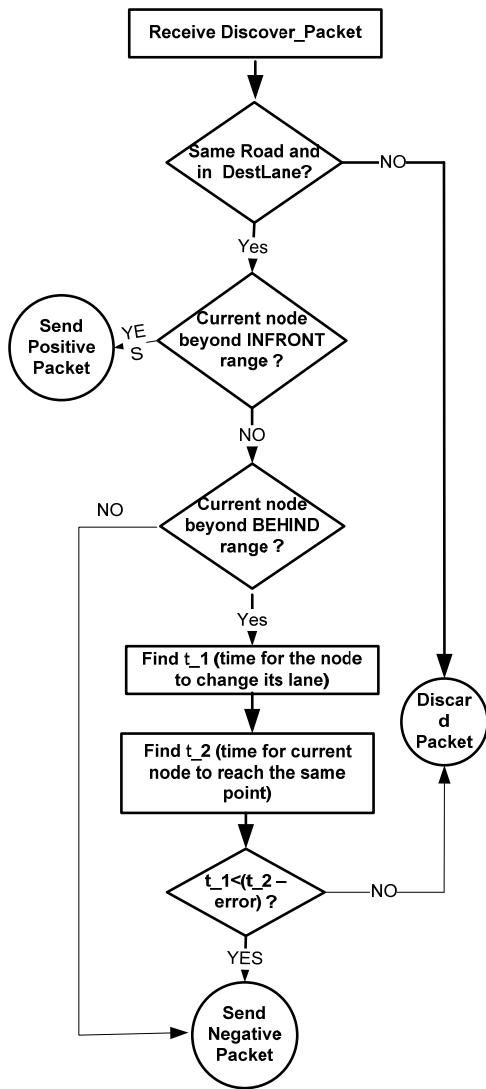 Receive Discover_Packet
Same Road and
in DestLane?
NO
Yes
Current node
beyond INFRONT
range ?
YE
S
Send
Positive
Packet
NO
Current node
beyond BEHIND
range ?
NO
Yes
Find t_1 (time for the node
to change its lane)
Find t_2 (time for current
node to reach the same
point)
Discar
d
Packet
t_1<(t_2 –
error) ?
NO
YES
Send
Negative
Packet